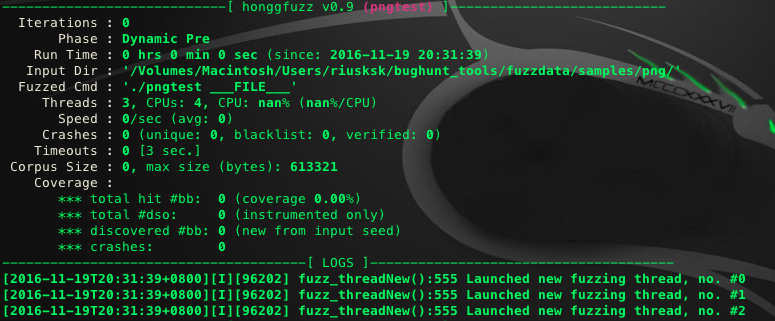 ----------------------------[ honggfuzz v0.9 (pngtest) ]---------------------------
Iterations : 0
Phase : Dynamic Pre
Run Time : 0 hrs 0 min 0 sec (since: 2016-11-19 20:31:39)
Input Dir : '/Volumes/Macintosh/Users/riusksk/bughunt_tools/fuzzdata/samples/png/'
Fuzzed Cmd : './pngtest ___FILE___'
Threads : 3, CPUs: 4, CPU: nan% (nan%/CPU)
Speed : 0/sec (avg: 0)
Crashes : 0 (unique: 0, blacklist: 0, verified: 0)
Timeouts : 0 [3 sec.]
Corpus Size : 0, max size (bytes): 613321
Coverage :
*** total hit #bb: 0 (coverage 0.00%)
*** total #dso: 0 (instrumented only)
*** discovered #bb: 0 (new from input seed)
*** crashes: 0
--------------------------------------[ LOGS ]--------------------------------------
[2016-11-19T20:31:39+0800][I][96202] fuzz_threadNew():555 Launched new fuzzing thread, no. #0
[2016-11-19T20:31:39+0800][I][96202] fuzz_threadNew():555 Launched new fuzzing thread, no. #1
[2016-11-19T20:31:39+0800][I][96202] fuzz_threadNew():555 Launched new fuzzing thread, no. #2